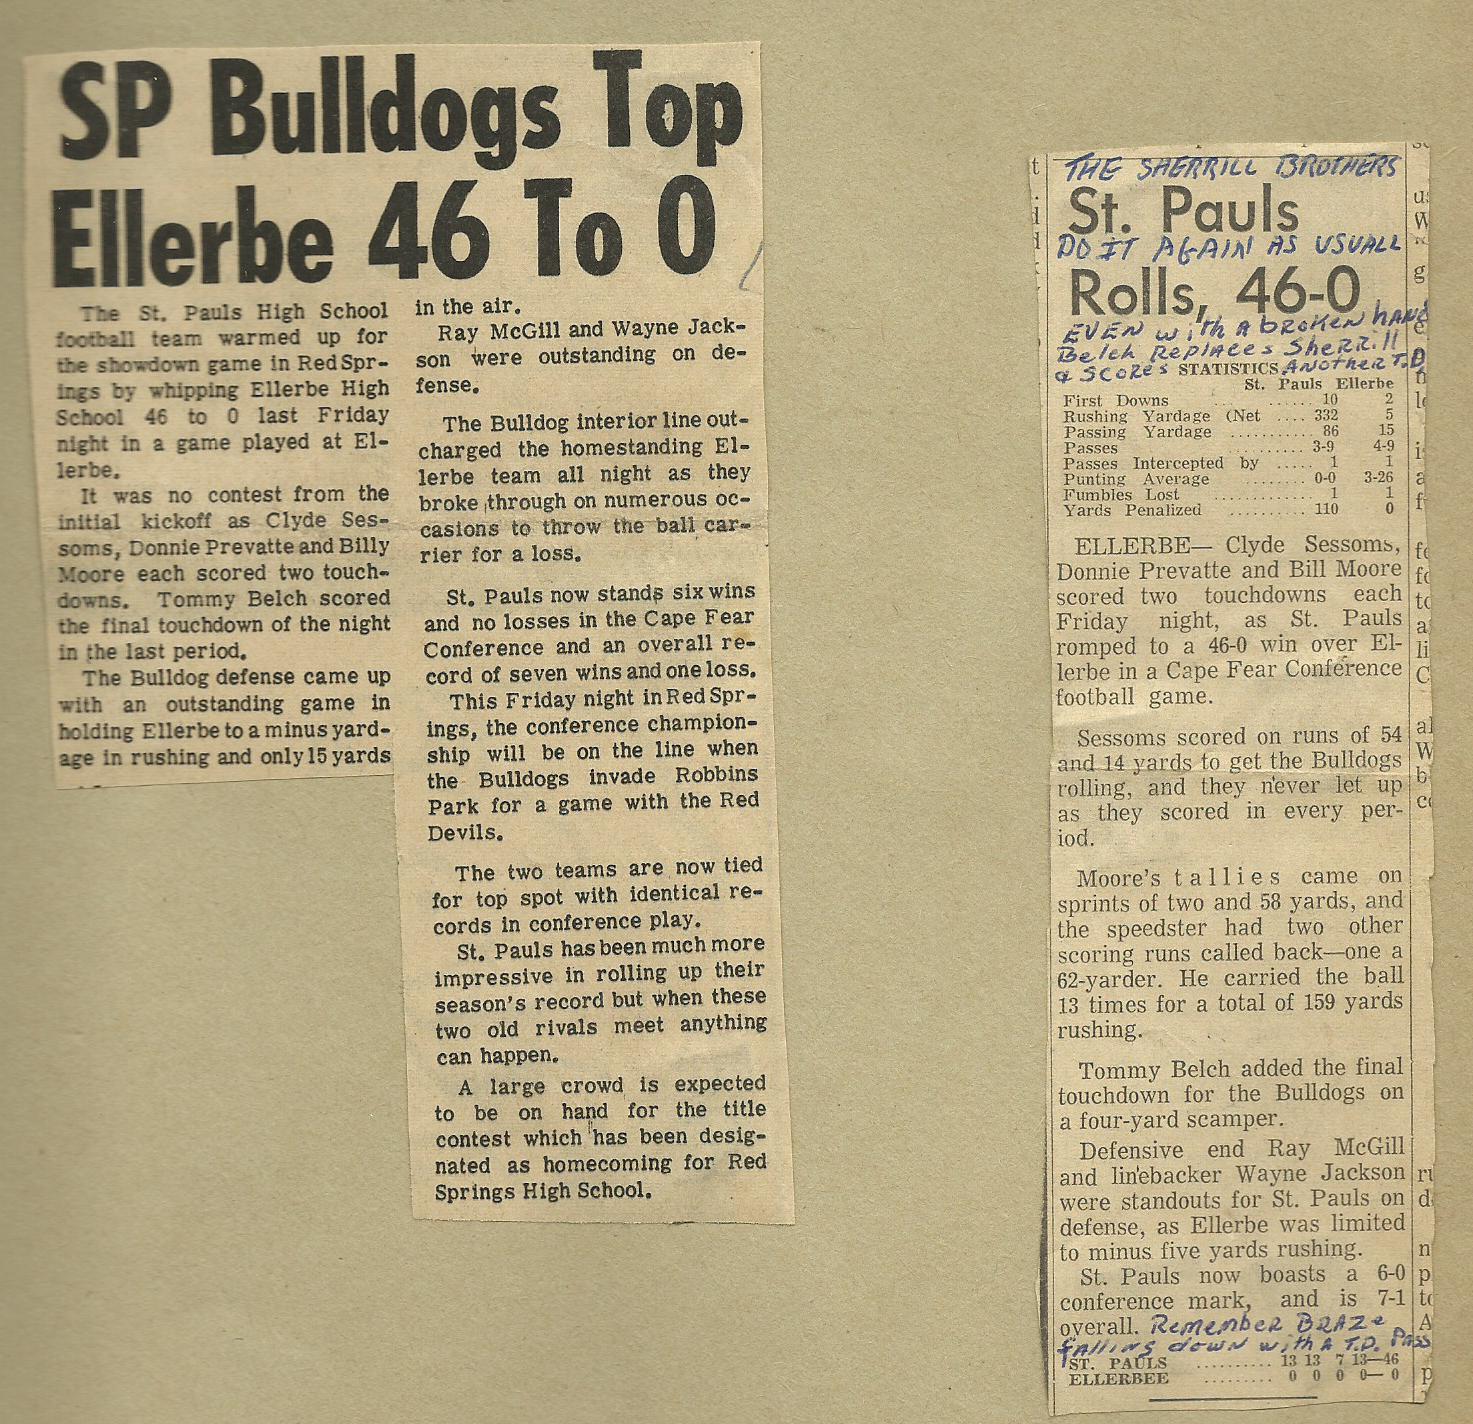 SP Bulldogs Top
Ellerbe 46 To 0
The St. Pauls High School
football team warmed up for
the showdown game in Red Spr-
ings by whipping Ellerbe High
School 46 to 0 last Friday
night in a game played at El-
lerbe.
It was no contest from the
initial kickoff as Clyde Ses-
soms, Donnie Prevatte and Billy
Moore each scored two touch-
downs. Tommy Belch scored
the final touchdown of the night
in the last period.
The Bulldog defense came up
with an outstanding game in
holding Ellerbe to a minus yard-
age in rushing and only 15 yards
in the air.
Ray McGill and Wayne Jack-
son were outstanding on de-
fense.
The Bulldog interior line out-
charged the homestanding El-
lerbe team all night as they
broke through on numerous oc-
casions to throw the ball car-
rier for a loss.
St. Pauls now stands six wins
and no losses in the Cape Fear
Conference and an overall re-
cord of seven wins and one loss.
This Friday night in Red Spr-
ings, the conference champion-
ship will be on the line when
the Bulldogs invade Robbins
Park for a game with the Red
Devils.
The two teams are now tied
for top spot with identical re-
cords in conference play.
St. Pauls has been much more
impressive in rolling up their
season's record but when these
two old rivals meet anything
can happen.
A large crowd is expected
to be on hand for the title
contest which has been desig-
nated as homecoming for Red
Springs High School.
THE SHERRILL BROTHERS
St. Pauls
DO IT AGAIN AS USUALL
Rolls, 46-0
EVEN with A broken hand
Belch Replaces Sherrill
& Scores ANOTHER T.D
STATISTICS
St. Pauls Ellerbe
First Downs ...... 10 2
Rushing Yardage (Net .... 332 5
Passing Yardage .......... 86 15
Passes .......... 3-9 4-9
Passes Intercepted by ..... 1 1
Punting Average ........ 0-0 3-26
Fumbles Lost ...... 1 1
Yards Penalized .......... 110 0
ELLERBE— Clyde Sessoms,
Donnie Prevatte and Bill Moore
scored two touchdowns each
Friday night, as St. Pauls
romped to a 46-0 win over El-
lerbe in a Cape Fear Conference
football game.
Sessoms scored on runs of 54
and 14 yards to get the Bulldogs
rolling, and they never let up
as they scored in every per-
iod.
Moore's tallies came on
sprints of two and 58 yards, and
the speedster had two other
scoring runs called back—one a
62-yarder. He carried the ball
13 times for a total of 159 yards
rushing.
Tommy Belch added the final
touchdown for the Bulldogs on
a four-yard scamper.
Defensive end Ray McGill
and linebacker Wayne Jackson
were standouts for St. Pauls on
defense, as Ellerbe was limited
to minus five yards rushing.
St. Pauls now boasts a 6-0
conference mark, and is 7-1
overall. Remember BRAZe
falling down with A T.D. Pass
ST. PAULS .......... 13 13 7 13—46
ELLERBEE ......... 0 0 0 0— 0